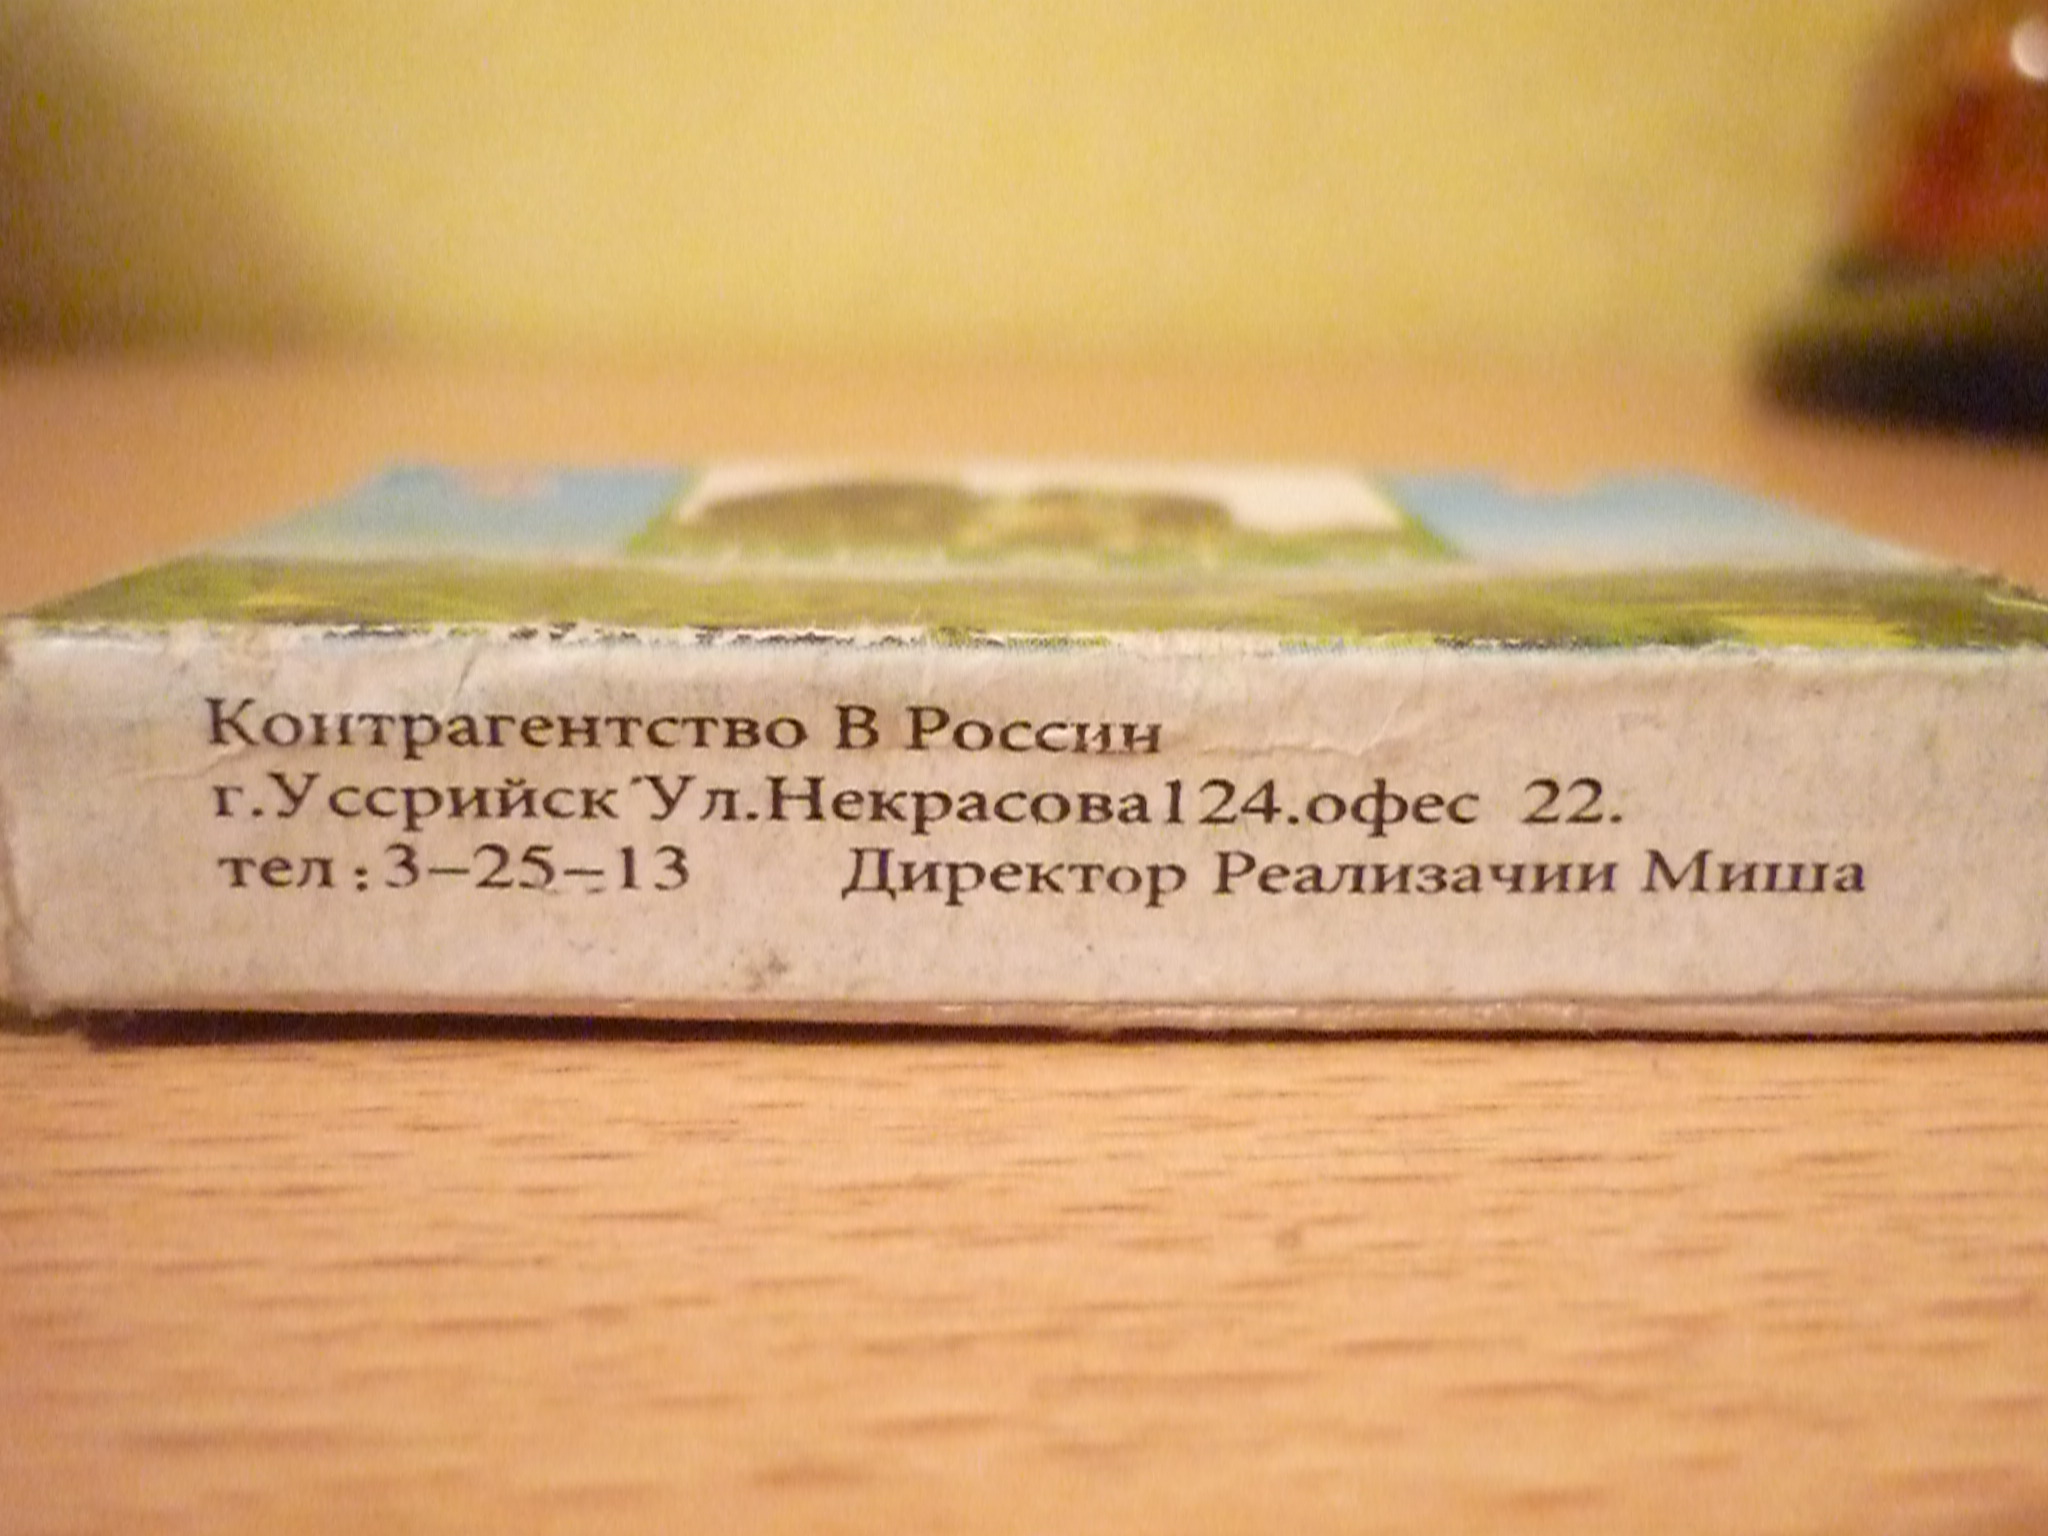 Контрагентство В Россин
г.Уссрийск Ул.Некрасова124.офес 22.
тел:3-25-13 Директор Реализачии Миша